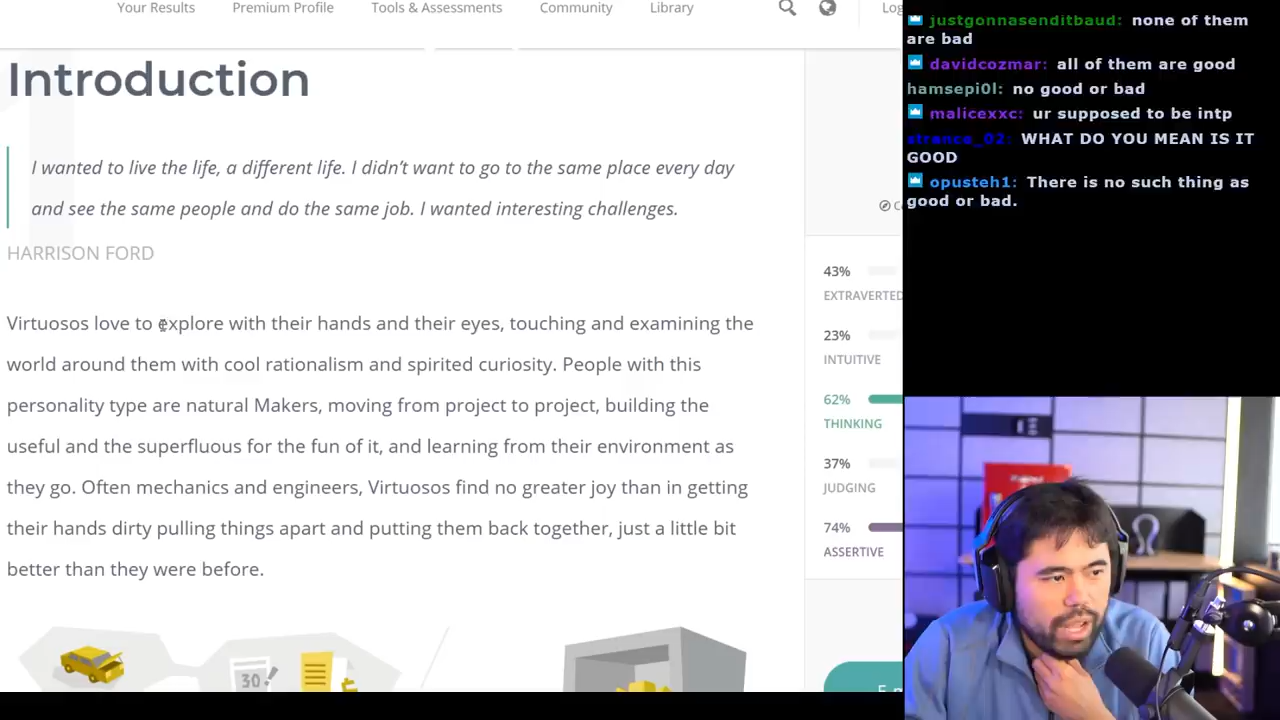 Your Results Premium Profile Tools & Assessments Community Library
Introduction
I wanted to live the life, a different life. I didn't want to go to the same place every day
and see the same people and do the same job. I wanted interesting challenges.
HARRISON FORD
Virtuosos love to explore with their hands and their eyes, touching and examining the
world around them with cool rationalism and spirited curiosity. People with this
personality type are natural Makers, moving from project to project, building the
useful and the superfluous for the fun of it, and learning from their environment as
they go. Often mechanics and engineers, Virtuosos find no greater joy than in getting
their hands dirty pulling things apart and putting them back together, just a little bit
better than they were before.
30
43%
EXTRAVERTED
23%
INTUITIVE
62%
THINKING
37%
JUDGING
74%
ASSERTIVE
justgonnasenditbaud: none of them
are bad
davidcozmar: all of them are good
hamsepi0l: no good or bad
malicexxc: ur supposed to be intp
atrance_02: WHAT DO YOU MEAN IS IT
GOOD
opusteh1: There is no such thing as
good or bad.